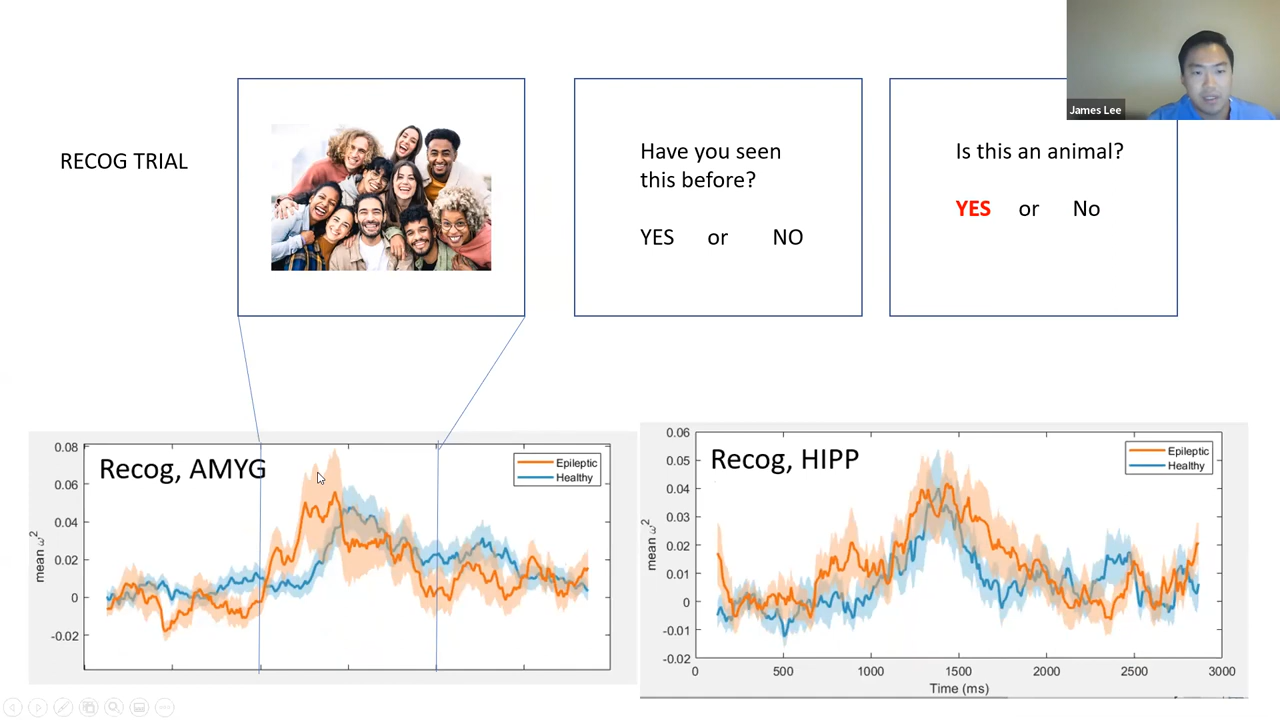 James Lee
RECOG TRIAL
Have you seen
this before?
YES or NO
Is this an animal?
YES or No
Recog, AMYG
Epileptic
Healthy
mean ω²
0.08
0.06
0.04
0.02
0
-0.02
Recog, HIPP
Epileptic
Healthy
mean ω²
0.06
0.05
0.04
0.03
0.02
0.01
0
-0.01
-0.02
0 500 1000 1500 2000 2500 3000
Time (ms)